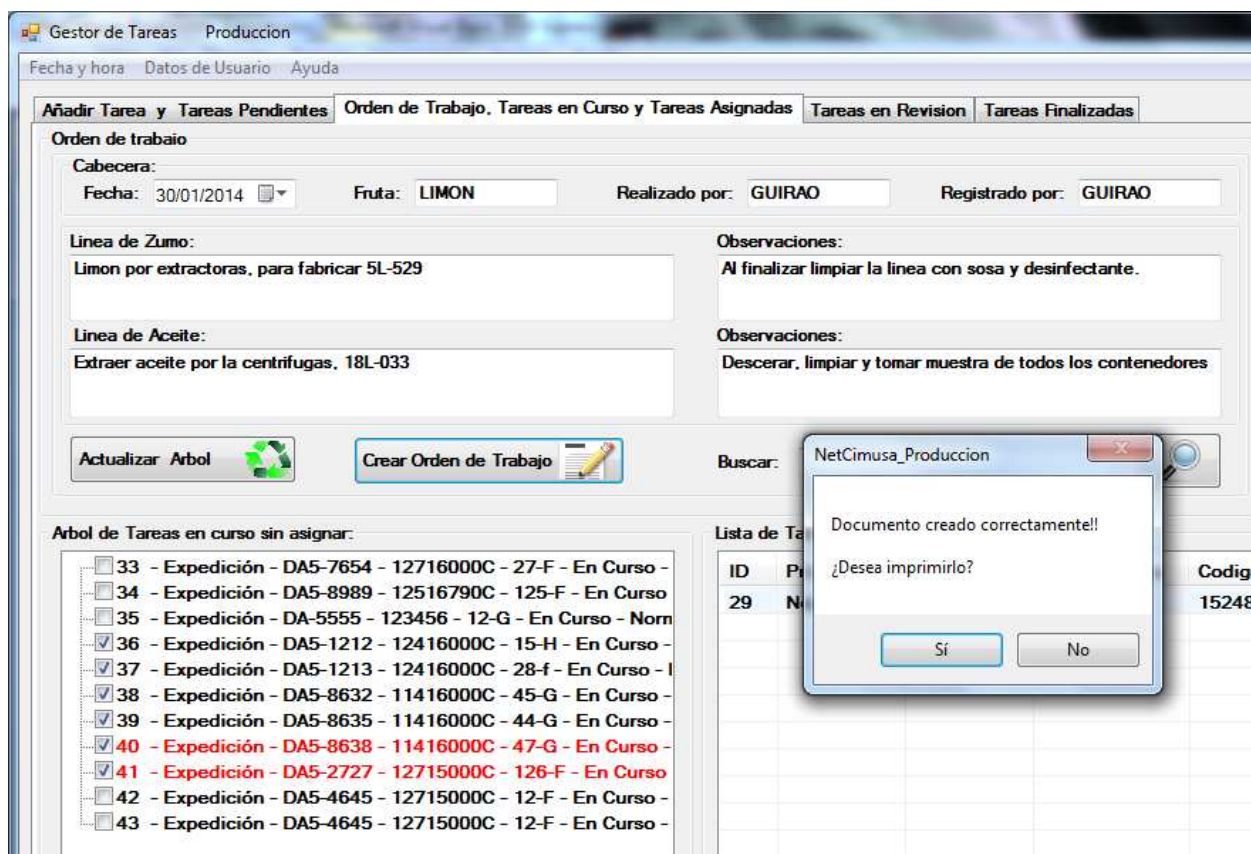 Gestor de Tareas Produccion
Fecha y hora Datos de Usuario Ayuda
Añadir Tarea y Tareas Pendientes Orden de Trabajo, Tareas en Curso y Tareas Asignadas Tareas en Revision Tareas Finalizadas
Orden de trabajo
Cabecera:
Fecha: 30/01/2014 Fruta: LIMON Realizado por: GUIRAO Registrado por: GUIRAO
Linea de Zumo: Observaciones:
Limon por extractoras, para fabricar 5L-529 Al finalizar limpiar la linea con sosa y desinfectante.
Linea de Aceite: Observaciones:
Extraer aceite por la centrifugas, 18L-033 Descerar, limpiar y tomar muestra de todos los contenedores
Actualizar Arbol Crear Orden de Trabajo Buscar:
NetCimusa_Produccion
Documento creado correctamente!!
¿Desea imprimirlo?
Sí No
Arbol de Tareas en curso sin asignar:
33 - Expedición - DA5-7654 - 12716000C - 27-F - En Curso -
34 - Expedición - DA5-8989 - 12516790C - 125-F - En Curso
35 - Expedición - DA-5555 - 123456 - 12-G - En Curso - Norn
36 - Expedición - DA5-1212 - 12416000C - 15-H - En Curso -
37 - Expedición - DA5-1213 - 12416000C - 28-f - En Curso -
38 - Expedición - DA5-8632 - 11416000C - 45-G - En Curso -
39 - Expedición - DA5-8635 - 11416000C - 44-G - En Curso -
40 - Expedición - DA5-8638 - 11416000C - 47-G - En Curso -
41 - Expedición - DA5-2727 - 12715000C - 126-F - En Curso
42 - Expedición - DA5-4645 - 12715000C - 12-F - En Curso -
43 - Expedición - DA5-4645 - 12715000C - 12-F - En Curso -
Lista de Ta
ID P Codig
29 N 15248